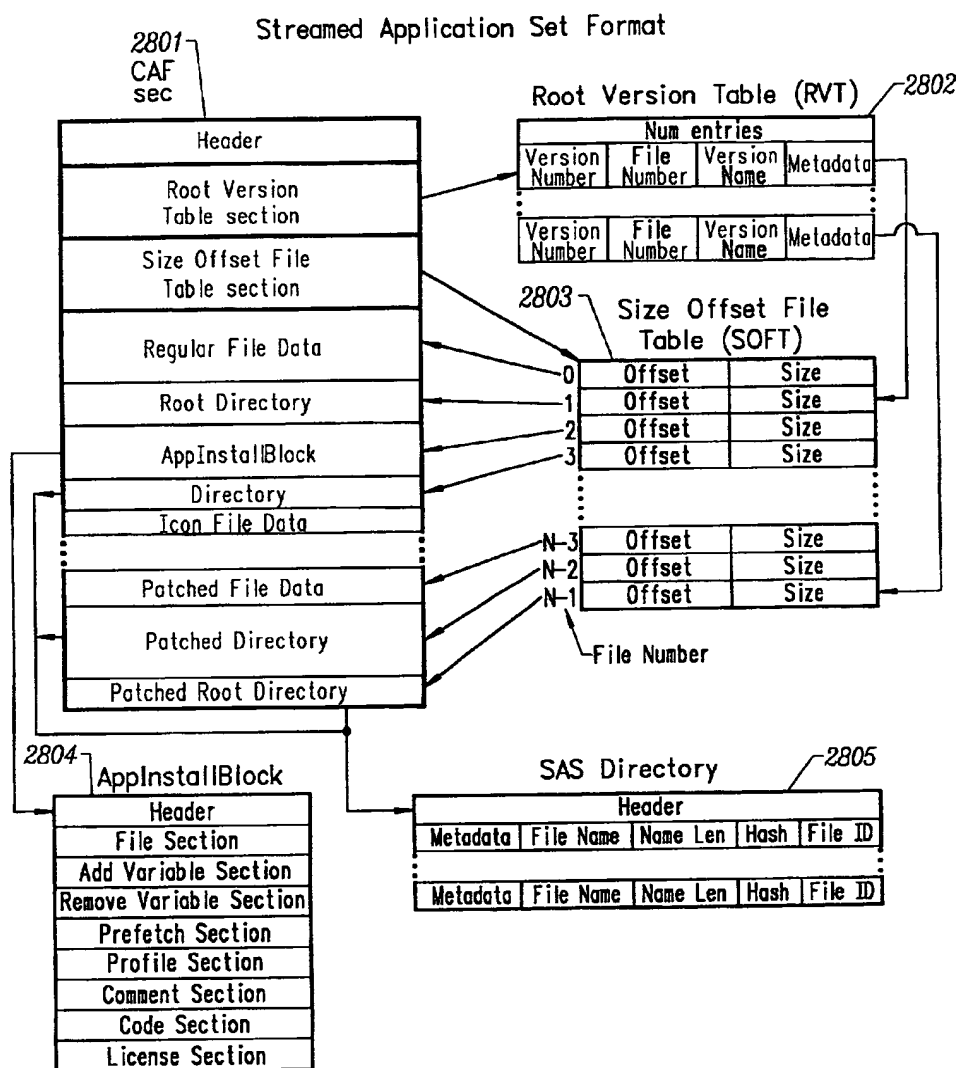 Streamed Application Set Format
2801
CAF
sec
Header
Root Version
Table section
Size Offset File
Table section
Regular File Data
Root Directory
AppInstallBlock
Directory
Icon File Data
Patched File Data
Patched Directory
Patched Root Directory
Root Version Table (RVT)
2802
Num entries
Version Number File Number Version Name Metadata
Version Number File Number Version Name Metadata
2803
Size Offset File
Table (SOFT)
0 Offset Size
1 Offset Size
2 Offset Size
3 Offset Size
N-3 Offset Size
N-2 Offset Size
N-1 Offset Size
File Number
2804
AppInstallBlock
Header
File Section
Add Variable Section
Remove Variable Section
Prefetch Section
Profile Section
Comment Section
Code Section
License Section
SAS Directory
2805
Header
Metadata File Name Name Len Hash File ID
Metadata File Name Name Len Hash File ID